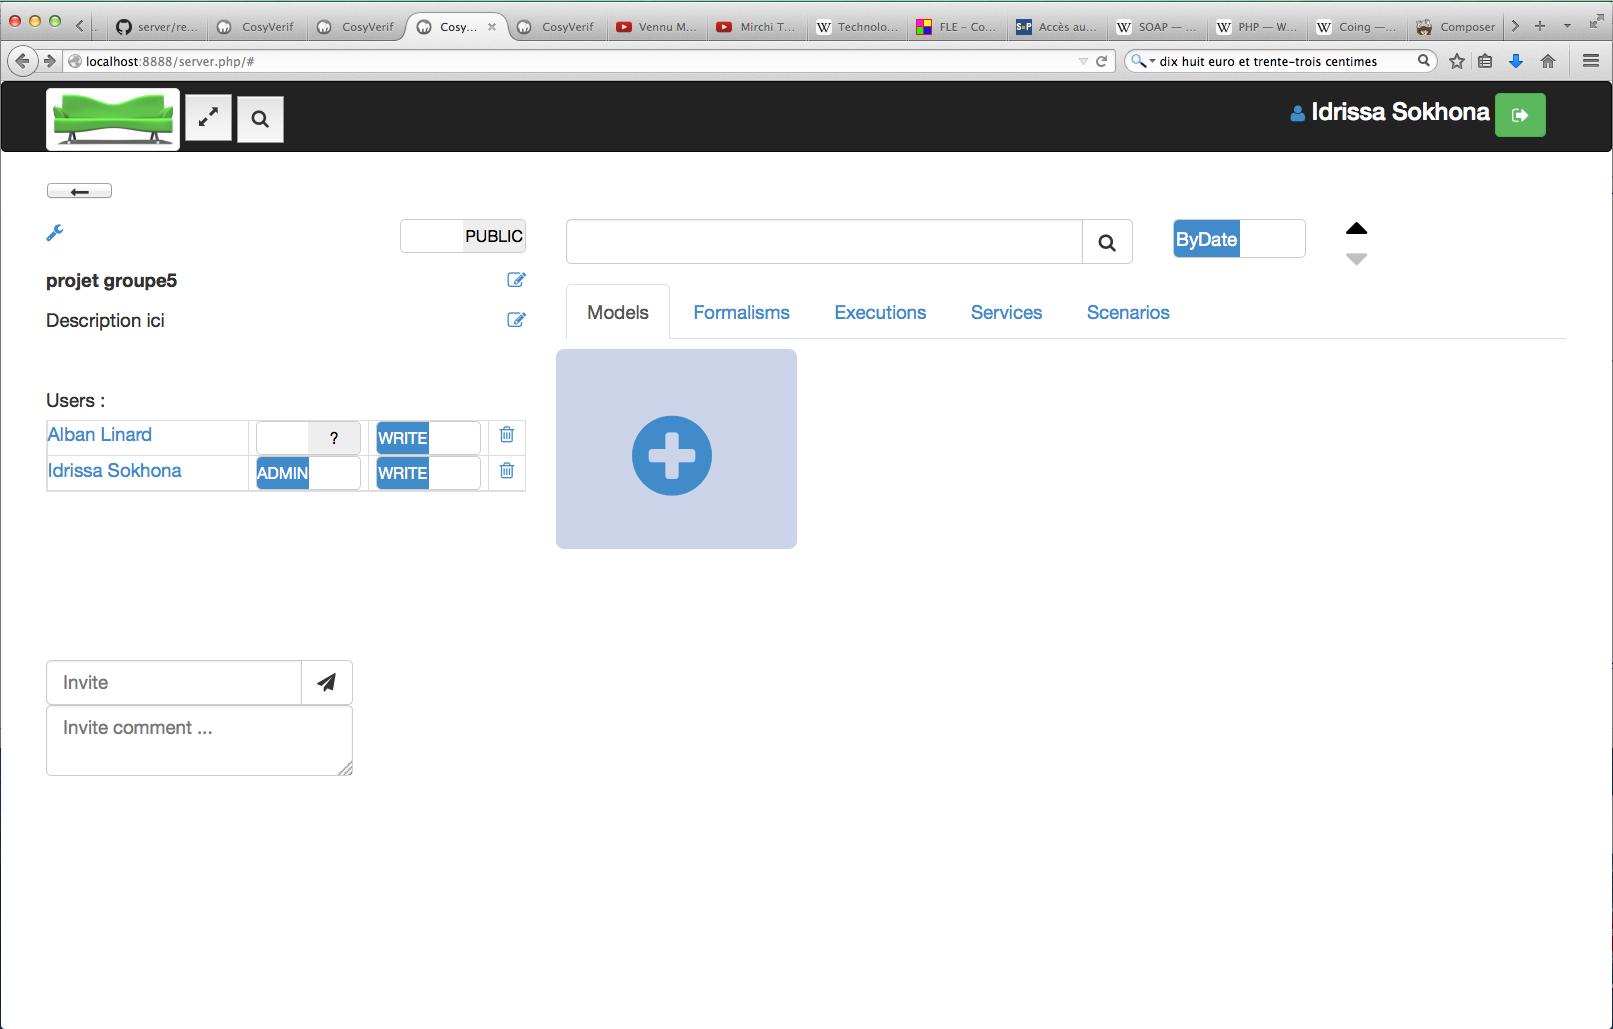 server/re...
CosyVerif
CosyVerif
Cosy...
CosyVerif
Vennu M...
Mirchi T...
Technolo...
FLE – Co...
Accès au...
SOAP — ...
PHP — W...
Coing —...
Composer
localhost:8888/server.php/#
dix huit euro et trente-trois centimes
Idrissa Sokhona
PUBLIC
ByDate
projet groupe5
Description ici
Models
Formalisms
Executions
Services
Scenarios
Users :
Alban Linard
?
WRITE
Idrissa Sokhona
ADMIN
WRITE
Invite
Invite comment ...